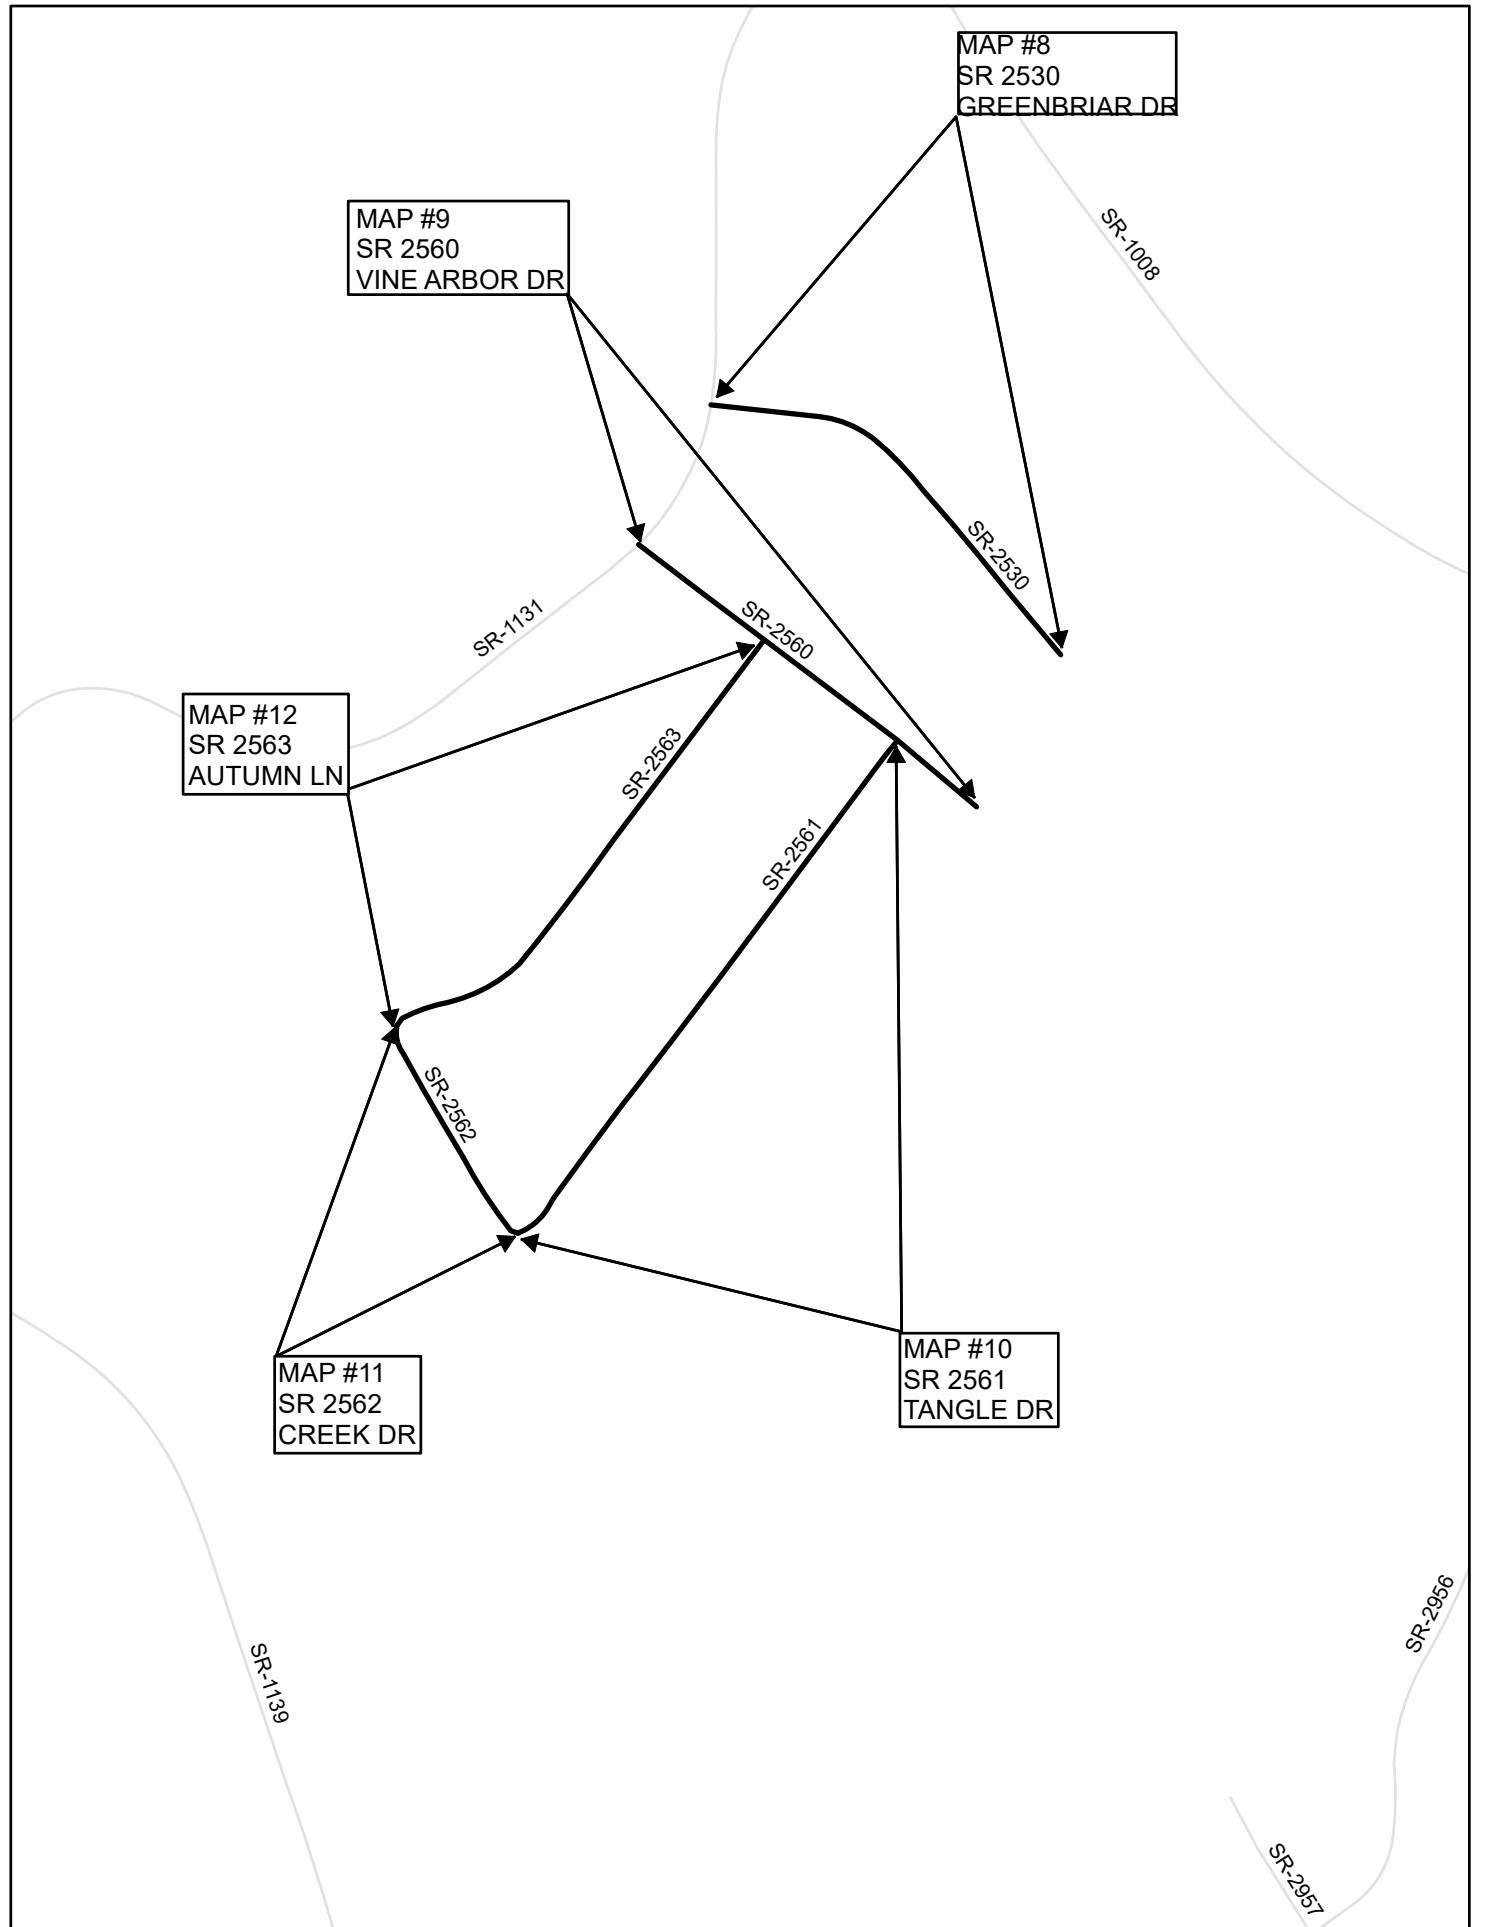 MAP #8
SR 2530
GREENBRIAR DR
MAP #9
SR 2560
VINE ARBOR DR
SR-1008
SR-2530
SR-1131
SR-2560
MAP #12
SR 2563
AUTUMN LN
SR-2563
SR-2561
SR-2562
MAP #10
SR 2561
TANGLE DR
MAP #11
SR 2562
CREEK DR
SR-1139
SR-2956
SR-2957